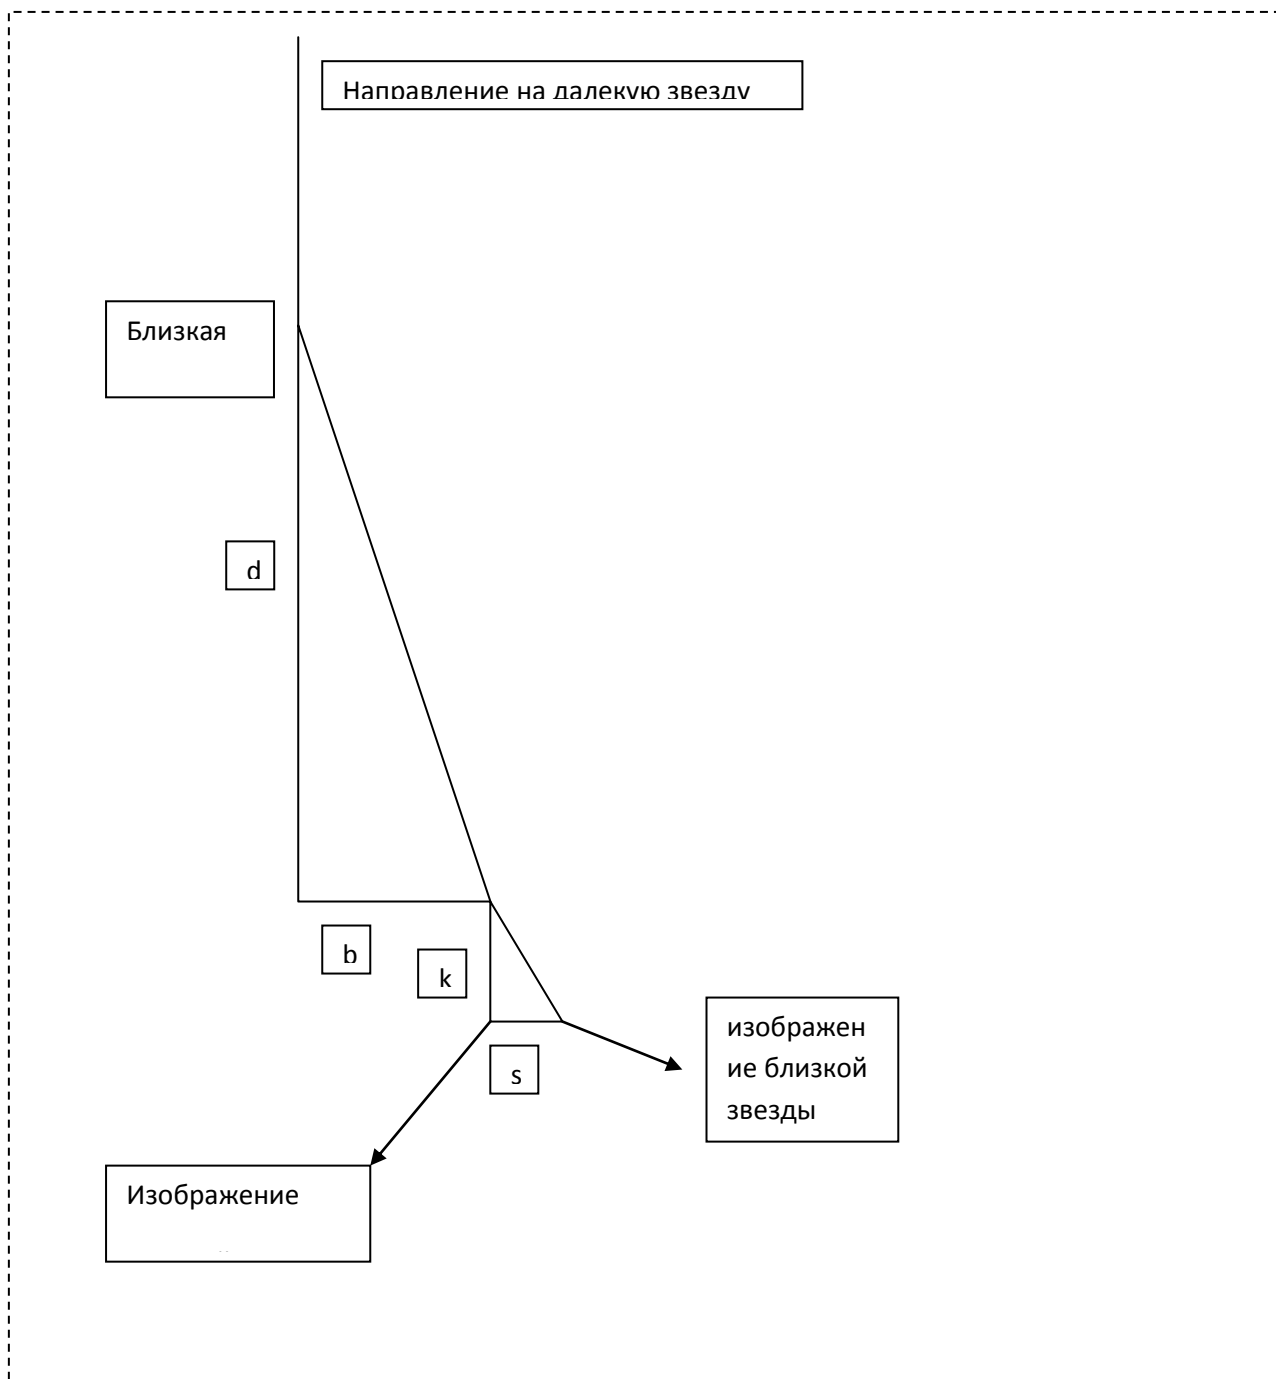 Направление на далекую звезду
Близкая
d
b
k
s
изображен
ие близкой
звезды
Изображение